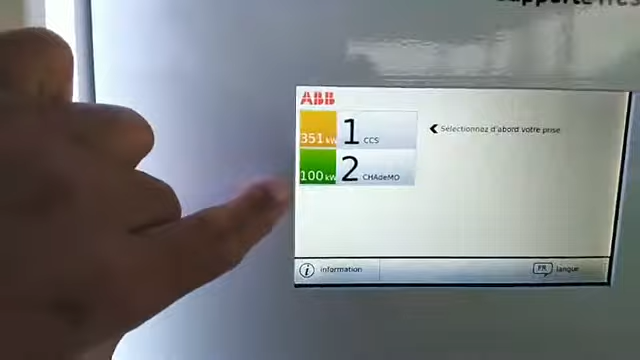 ABB
351 kW 1 CCS
Sélectionnez d'abord votre prise
100 kW 2 CHAdeMO
i information
FR langue